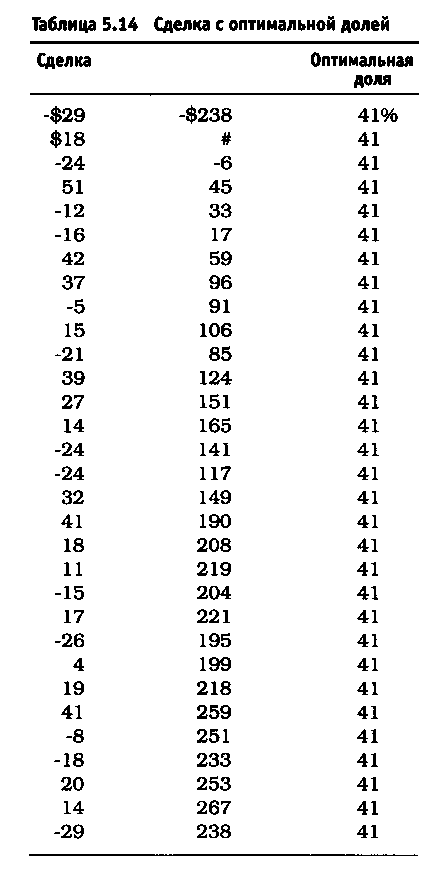 Таблица 5.14 Сделка с оптимальной долей
Сделка Оптимальная
доля
-$29 -$238 41%
$18 # 41
-24 -6 41
51 45 41
-12 33 41
-16 17 41
42 59 41
37 96 41
-5 91 41
15 106 41
-21 85 41
39 124 41
27 151 41
14 165 41
-24 141 41
-24 117 41
32 149 41
41 190 41
18 208 41
11 219 41
-15 204 41
17 221 41
-26 195 41
4 199 41
19 218 41
41 259 41
-8 251 41
-18 233 41
20 253 41
14 267 41
-29 238 41